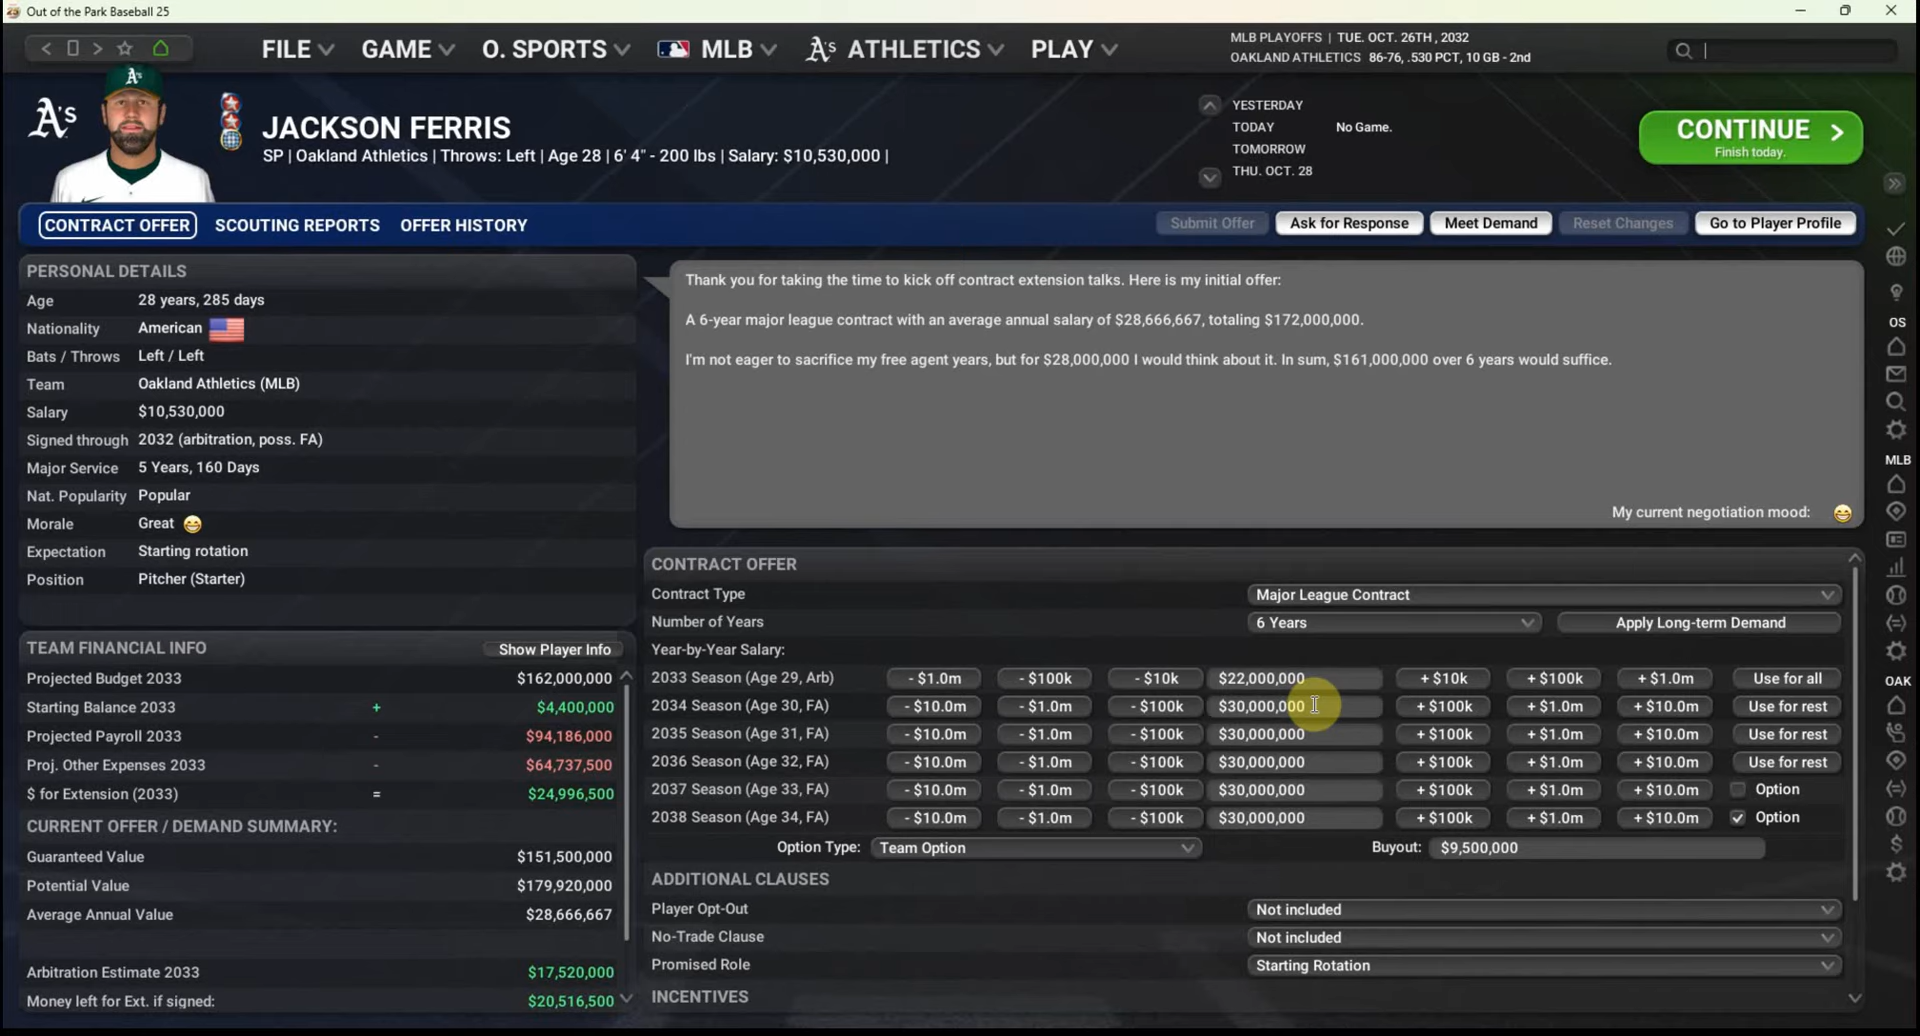 Out of the Park Baseball 25
FILE GAME O. SPORTS MLB A's ATHLETICS PLAY
MLB PLAYOFFS | TUE. OCT. 26TH , 2032
OAKLAND ATHLETICS 86-76, .530 PCT, 10 GB - 2nd
A's
JACKSON FERRIS
SP | Oakland Athletics | Throws: Left | Age 28 | 6' 4" - 200 lbs | Salary: $10,530,000 |
YESTERDAY
TODAY No Game.
TOMORROW
THU. OCT. 28
CONTINUE
Finish today.
CONTRACT OFFER SCOUTING REPORTS OFFER HISTORY
Submit Offer Ask for Response Meet Demand Reset Changes Go to Player Profile
PERSONAL DETAILS
Age 28 years, 285 days
Nationality American
Bats / Throws Left / Left
Team Oakland Athletics (MLB)
Salary $10,530,000
Signed through 2032 (arbitration, poss. FA)
Major Service 5 Years, 160 Days
Nat. Popularity Popular
Morale Great
Expectation Starting rotation
Position Pitcher (Starter)
Thank you for taking the time to kick off contract extension talks. Here is my initial offer:
A 6-year major league contract with an average annual salary of $28,666,667, totaling $172,000,000.
I'm not eager to sacrifice my free agent years, but for $28,000,000 I would think about it. In sum, $161,000,000 over 6 years would suffice.
My current negotiation mood:
TEAM FINANCIAL INFO Show Player Info
Projected Budget 2033 $162,000,000
Starting Balance 2033 + $4,400,000
Projected Payroll 2033 - $94,186,000
Proj. Other Expenses 2033 - $64,737,500
$ for Extension (2033) = $24,996,500
CURRENT OFFER / DEMAND SUMMARY:
Guaranteed Value $151,500,000
Potential Value $179,920,000
Average Annual Value $28,666,667
Arbitration Estimate 2033 $17,520,000
Money left for Ext. if signed: $20,516,500
CONTRACT OFFER
Contract Type Major League Contract
Number of Years 6 Years Apply Long-term Demand
Year-by-Year Salary:
2033 Season (Age 29, Arb) - $1.0m - $100k - $10k $22,000,000 + $10k + $100k + $1.0m Use for all
2034 Season (Age 30, FA) - $10.0m - $1.0m - $100k $30,000,000 + $100k + $1.0m + $10.0m Use for rest
2035 Season (Age 31, FA) - $10.0m - $1.0m - $100k $30,000,000 + $100k + $1.0m + $10.0m Use for rest
2036 Season (Age 32, FA) - $10.0m - $1.0m - $100k $30,000,000 + $100k + $1.0m + $10.0m Use for rest
2037 Season (Age 33, FA) - $10.0m - $1.0m - $100k $30,000,000 + $100k + $1.0m + $10.0m Option
2038 Season (Age 34, FA) - $10.0m - $1.0m - $100k $30,000,000 + $100k + $1.0m + $10.0m Option
Option Type: Team Option Buyout: $9,500,000
ADDITIONAL CLAUSES
Player Opt-Out Not included
No-Trade Clause Not included
Promised Role Starting Rotation
INCENTIVES
OS
MLB
OAK